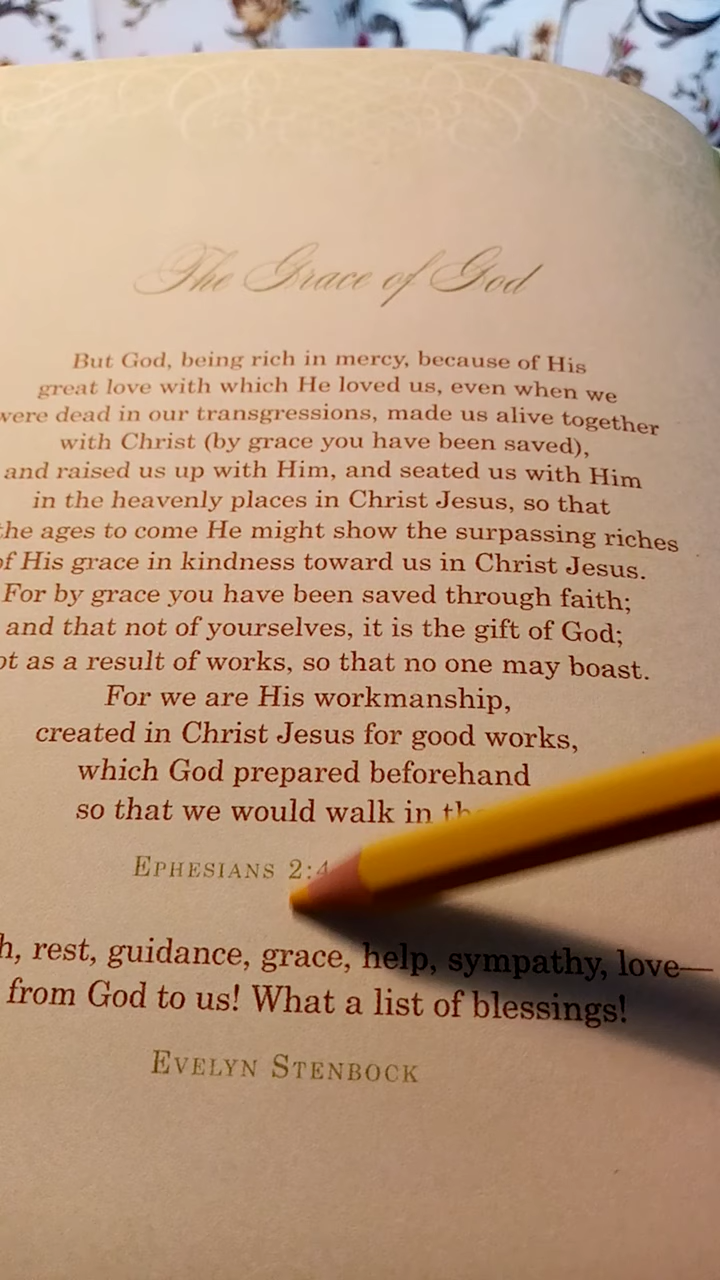 The Grace of God
But God, being rich in mercy, because of His
great love with which He loved us, even when we
were dead in our transgressions, made us alive together
with Christ (by grace you have been saved),
and raised us up with Him, and seated us with Him
in the heavenly places in Christ Jesus, so that
the ages to come He might show the surpassing riches
of His grace in kindness toward us in Christ Jesus.
For by grace you have been saved through faith;
and that not of yourselves, it is the gift of God;
as a result of works, so that no one may boast.
For we are His workmanship,
created in Christ Jesus for good works,
which God prepared beforehand
so that we would walk in
Ephesians 2:4
rest, guidance, grace, help, sympathy, love—
from God to us! What a list of blessings!
Evelyn Stenbock